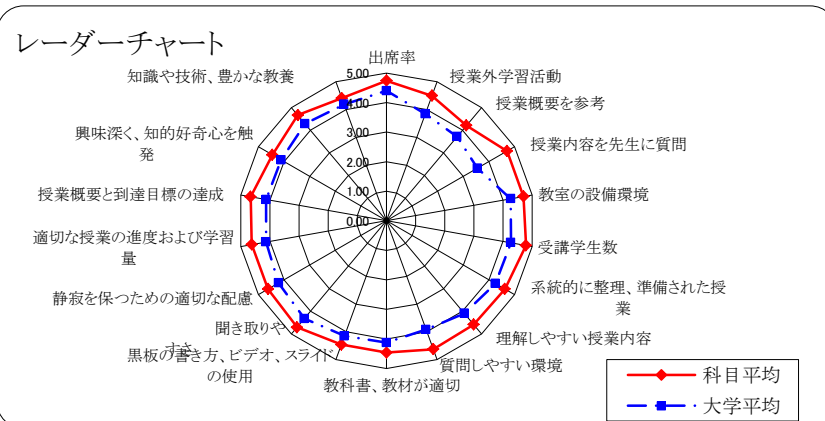 レーダーチャート
出席率
授業外学習活動
授業概要を参考
授業内容を先生に質問
教室の設備環境
受講学生数
系統的に整理、準備された授
業
理解しやすい授業内容
質問しやすい環境
教科書、教材が適切
黒板の書き方、ビデオ、スライド
の使用
聞き取りや
すさ
静寂を保つための適切な配慮
適切な授業の進度および学習
量
授業概要と到達目標の達成
興味深く、知的好奇心を触
発
知識や技術、豊かな教養
5.00
4.00
3.00
2.00
1.00
0.00
科目平均
大学平均